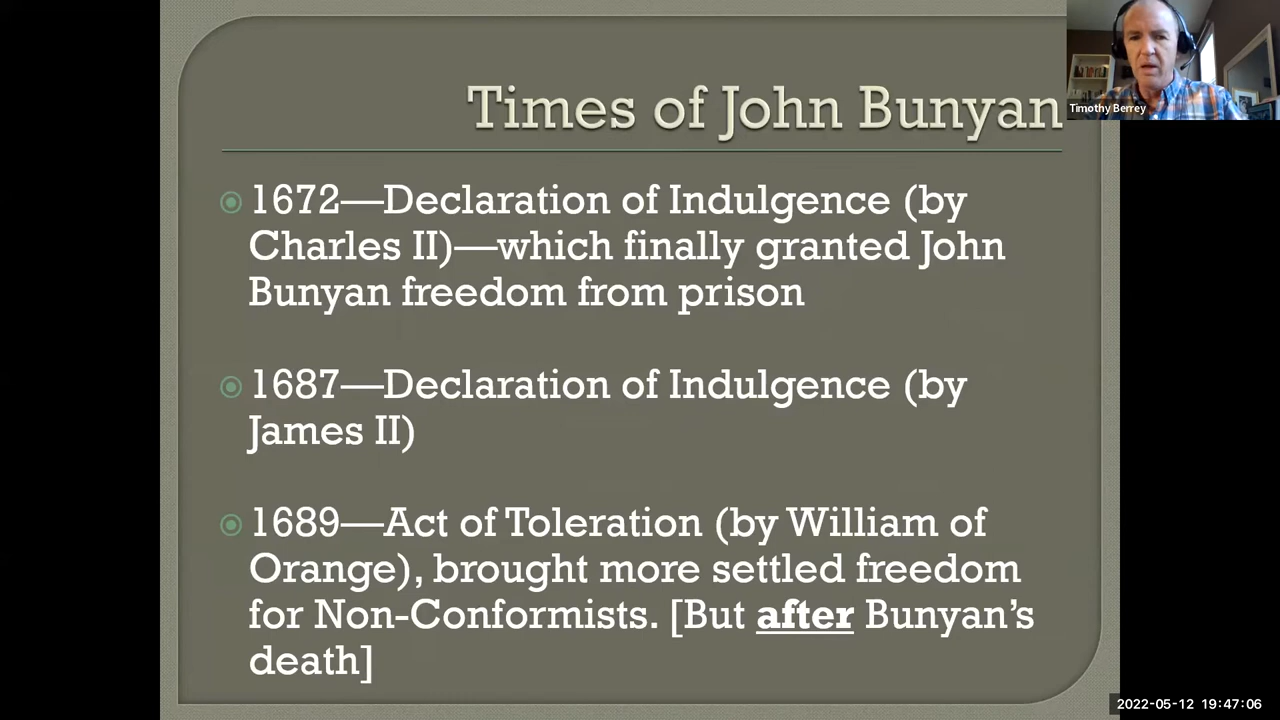 Times of John Bunyan
Timothy Berrey
1672—Declaration of Indulgence (by
Charles II)—which finally granted John
Bunyan freedom from prison
1687—Declaration of Indulgence (by
James II)
1689—Act of Toleration (by William of
Orange), brought more settled freedom
for Non-Conformists. [But after Bunyan’s
death]
2022-05-12 19:47:06